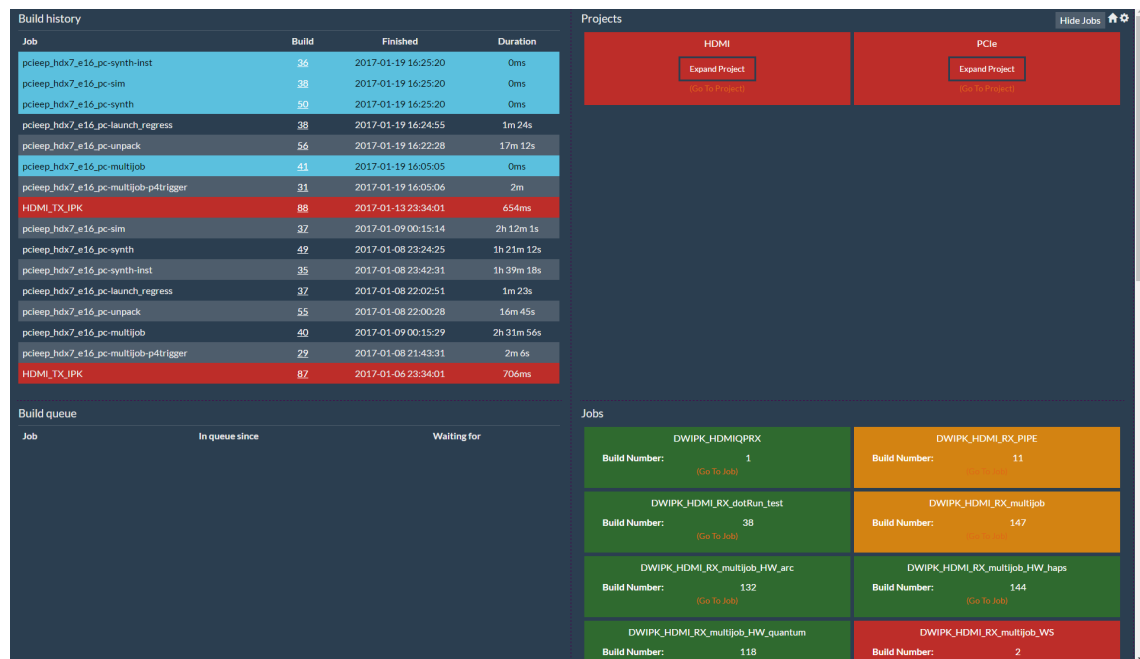 Build history
Job Build Finished Duration
pcieep_hdx7_e16_pc-synth-inst 36 2017-01-19 16:25:20 0ms
pcieep_hdx7_e16_pc-sim 38 2017-01-19 16:25:20 0ms
pcieep_hdx7_e16_pc-synth 50 2017-01-19 16:25:20 0ms
pcieep_hdx7_e16_pc-launch_regress 38 2017-01-19 16:24:55 1m 24s
pcieep_hdx7_e16_pc-unpack 56 2017-01-19 16:22:28 17m 12s
pcieep_hdx7_e16_pc-multijob 41 2017-01-19 16:05:05 0ms
pcieep_hdx7_e16_pc-multijob-p4trigger 31 2017-01-19 16:05:06 2m
HDMI_TX_IPK 88 2017-01-13 23:34:01 654ms
pcieep_hdx7_e16_pc-sim 37 2017-01-09 00:15:14 2h 12m 1s
pcieep_hdx7_e16_pc-synth 49 2017-01-08 23:24:25 1h 21m 12s
pcieep_hdx7_e16_pc-synth-inst 35 2017-01-08 23:42:31 1h 39m 18s
pcieep_hdx7_e16_pc-launch_regress 37 2017-01-08 22:02:51 1m 23s
pcieep_hdx7_e16_pc-unpack 55 2017-01-08 22:00:28 16m 45s
pcieep_hdx7_e16_pc-multijob 40 2017-01-09 00:15:29 2h 31m 56s
pcieep_hdx7_e16_pc-multijob-p4trigger 29 2017-01-08 21:43:31 2m 6s
HDMI_TX_IPK 87 2017-01-06 23:34:01 706ms
Build queue
Job In queue since Waiting for
Projects Hide Jobs
HDMI PCIe
Expand Project Expand Project
(Go To Project) (Go To Project)
Jobs
DWIPK_HDMIQPRX DWIPK_HDMI_RX_PIPE
Build Number: 1 Build Number: 11
(Go To Job) (Go To Job)
DWIPK_HDMI_RX_dotRun_test DWIPK_HDMI_RX_multijob
Build Number: 38 Build Number: 147
(Go To Job) (Go To Job)
DWIPK_HDMI_RX_multijob_HW_arc DWIPK_HDMI_RX_multijob_HW_haps
Build Number: 132 Build Number: 144
(Go To Job) (Go To Job)
DWIPK_HDMI_RX_multijob_HW_quantum DWIPK_HDMI_RX_multijob_WS
Build Number: 118 Build Number: 2